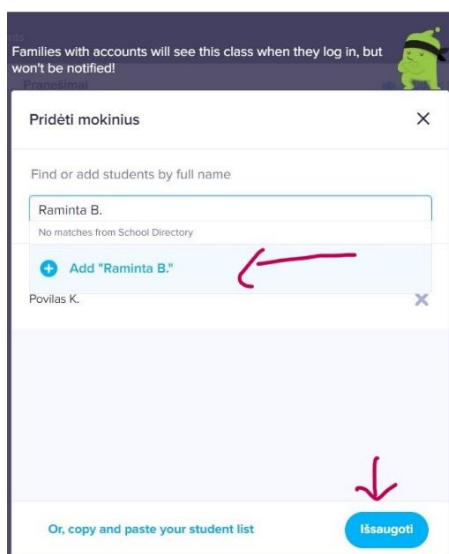 Families with accounts will see this class when they log in, but
won't be notified!
Pranešimai
Pridėti mokinius
Find or add students by full name
Raminta B.
No matches from School Directory
Add "Raminta B."
Povilas K.
Or, copy and paste your student list
Išsaugoti